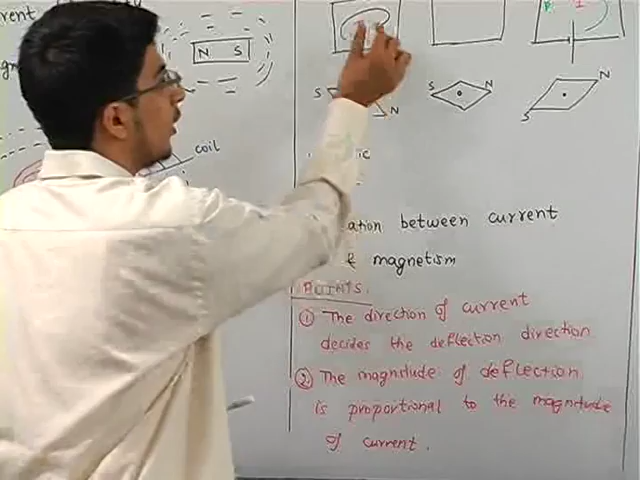 rent
N S
I
coil
S N
S N
S N
ation between current
& magnetism
POINTS.
① The direction of current
decides the deflection direction
② The magnitude of deflection
is proportional to the magnitude
of current.